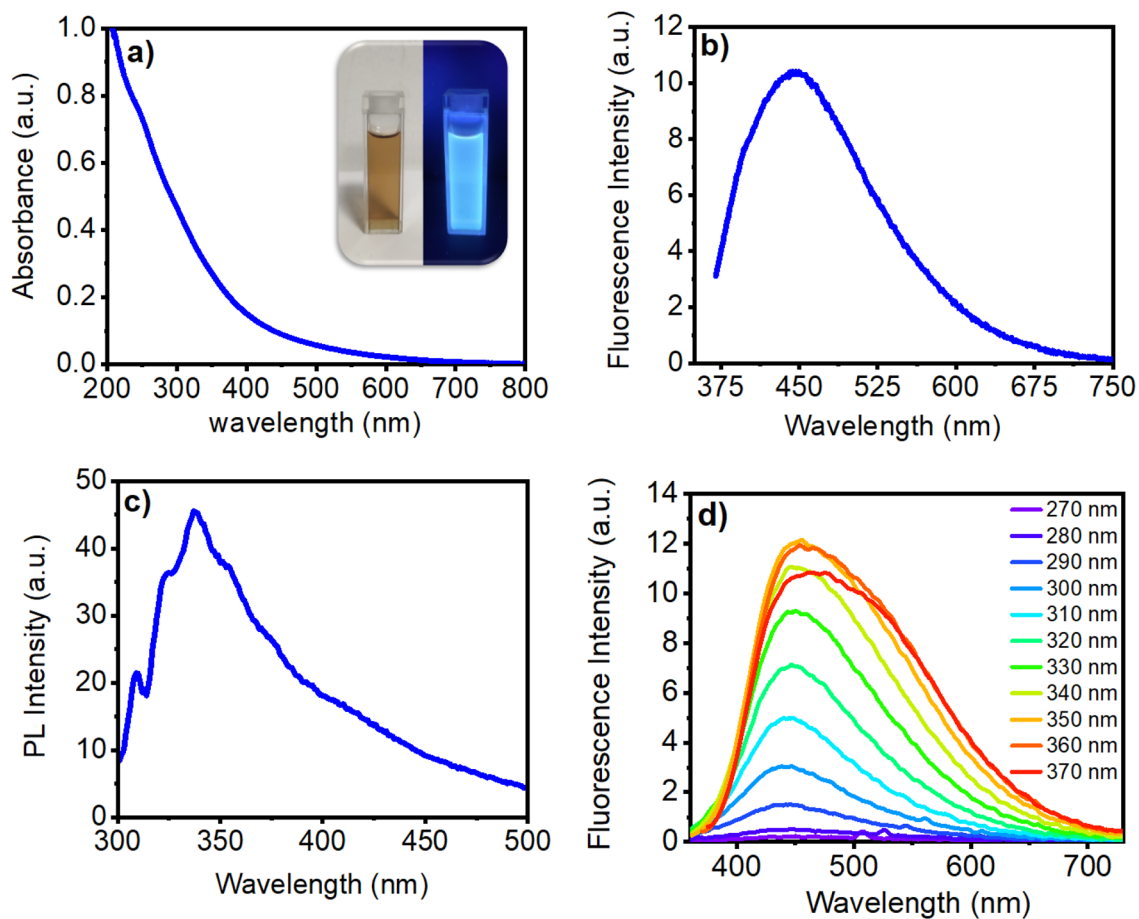 a)
Absorbance (a.u.)
1.0
0.8
0.6
0.4
0.2
0.0
200 300 400 500 600 700 800
wavelength (nm)
b)
Fluorescence Intensity (a.u.)
12
10
8
6
4
2
0
375 450 525 600 675 750
Wavelength (nm)
c)
PL Intensity (a.u.)
50
40
30
20
10
0
300 350 400 450 500
Wavelength (nm)
d)
Fluorescence Intensity (a.u.)
14
12
10
8
6
4
2
0
400 500 600 700
Wavelength (nm)
270 nm
280 nm
290 nm
300 nm
310 nm
320 nm
330 nm
340 nm
350 nm
360 nm
370 nm